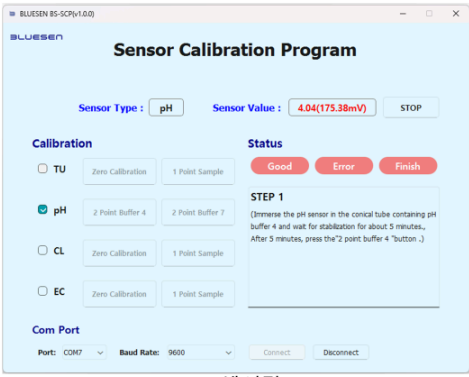 BLUESEN BS-SCP(v1.0.0)
BLUESEN
Sensor Calibration Program
Sensor Type : pH Sensor Value : 4.04(175.38mV) STOP
Calibration
TU Zero Calibration 1 Point Sample
pH 2 Point Buffer 4 2 Point Buffer 7
CL Zero Calibration 1 Point Sample
EC Zero Calibration 1 Point Sample
Status
Good Error Finish
STEP 1
(Immerse the pH sensor in the conical tube containing pH
buffer 4 and wait for stabilization for about 5 minutes.,
After 5 minutes, press the"2 point buffer 4 "button .)
Com Port
Port: COM7 Baud Rate: 9600 Connect Disconnect